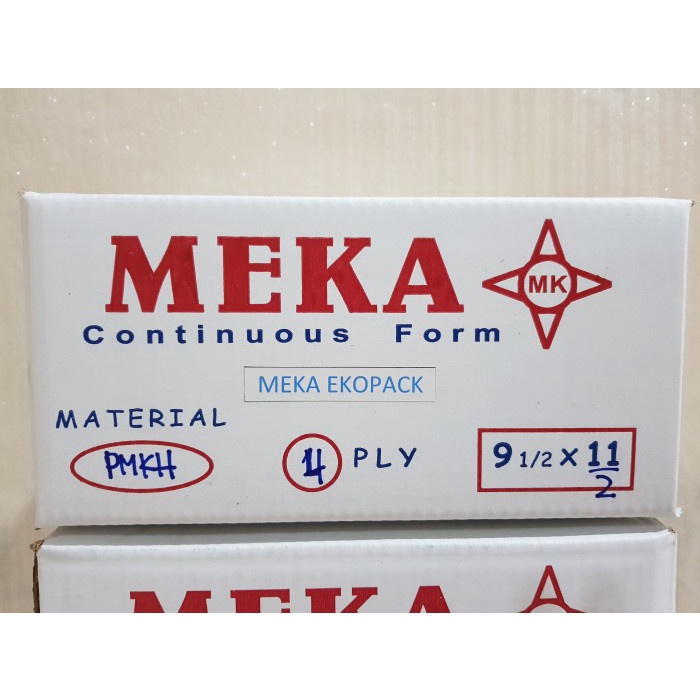 MEKA
MK
Continuous Form
MEKA EKOPACK
MATERIAL
PMKH
4 PLY
9 1/2 X 11/2
MEKA